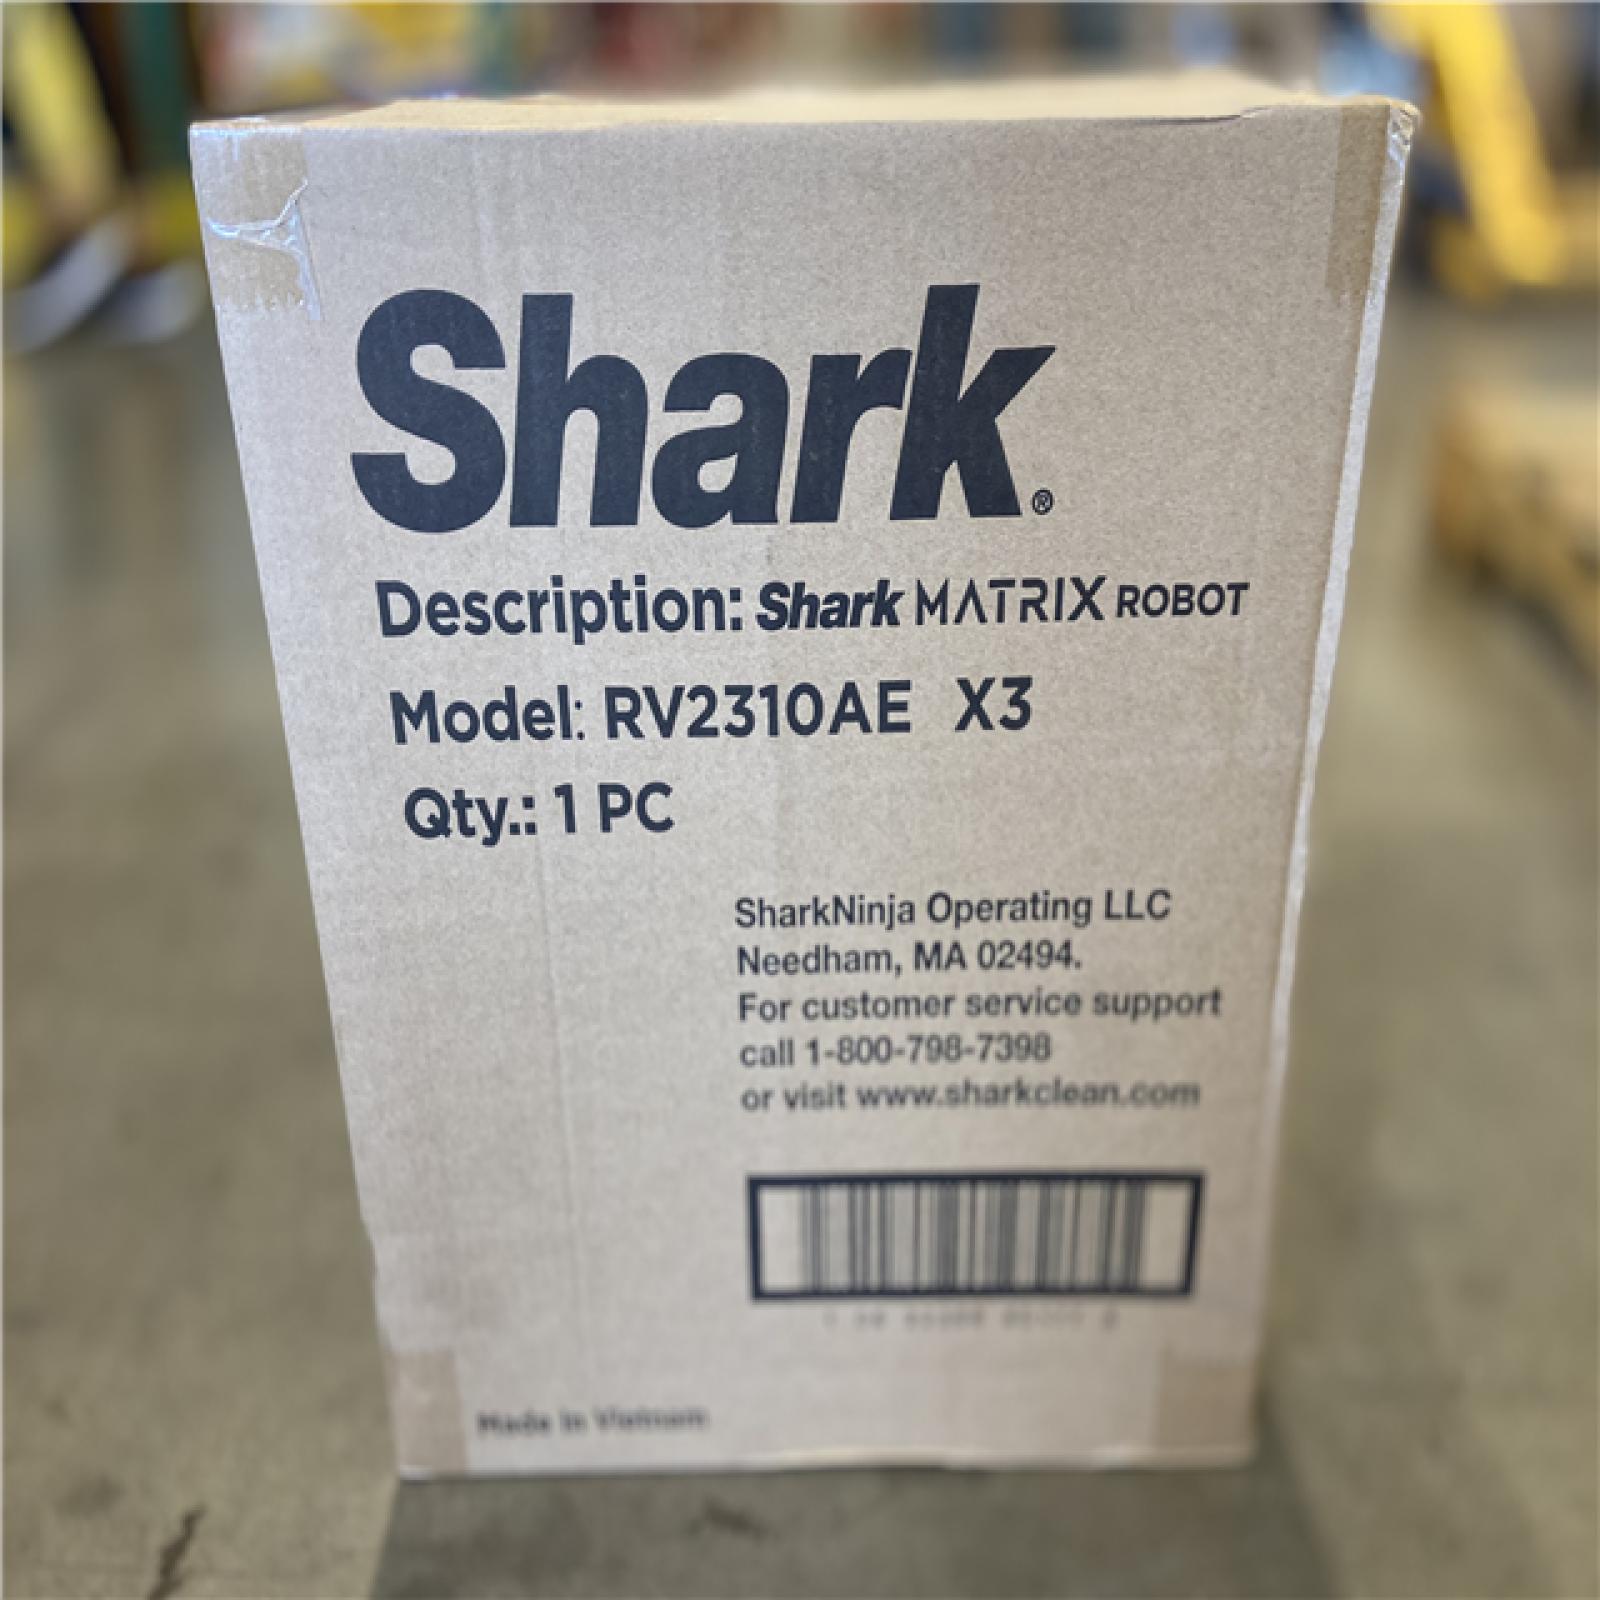 Shark®
Description: Shark MATRIX ROBOT
Model: RV2310AE X3
Qty.: 1 PC
SharkNinja Operating LLC
Needham, MA 02494.
For customer service support
call 1-800-798-7398
or visit www.sharkclean.com
Made in Vietnam